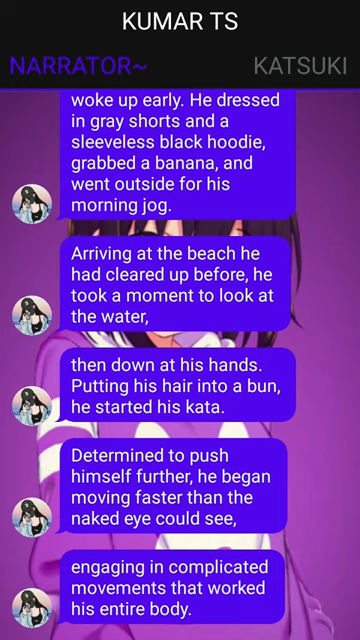 KUMAR TS
NARRATOR~ KATSUKI
woke up early. He dressed
in gray shorts and a
sleeveless black hoodie,
grabbed a banana, and
went outside for his
morning jog.
Arriving at the beach he
had cleared up before, he
took a moment to look at
the water,
then down at his hands.
Putting his hair into a bun,
he started his kata.
Determined to push
himself further, he began
moving faster than the
naked eye could see,
engaging in complicated
movements that worked
his entire body.